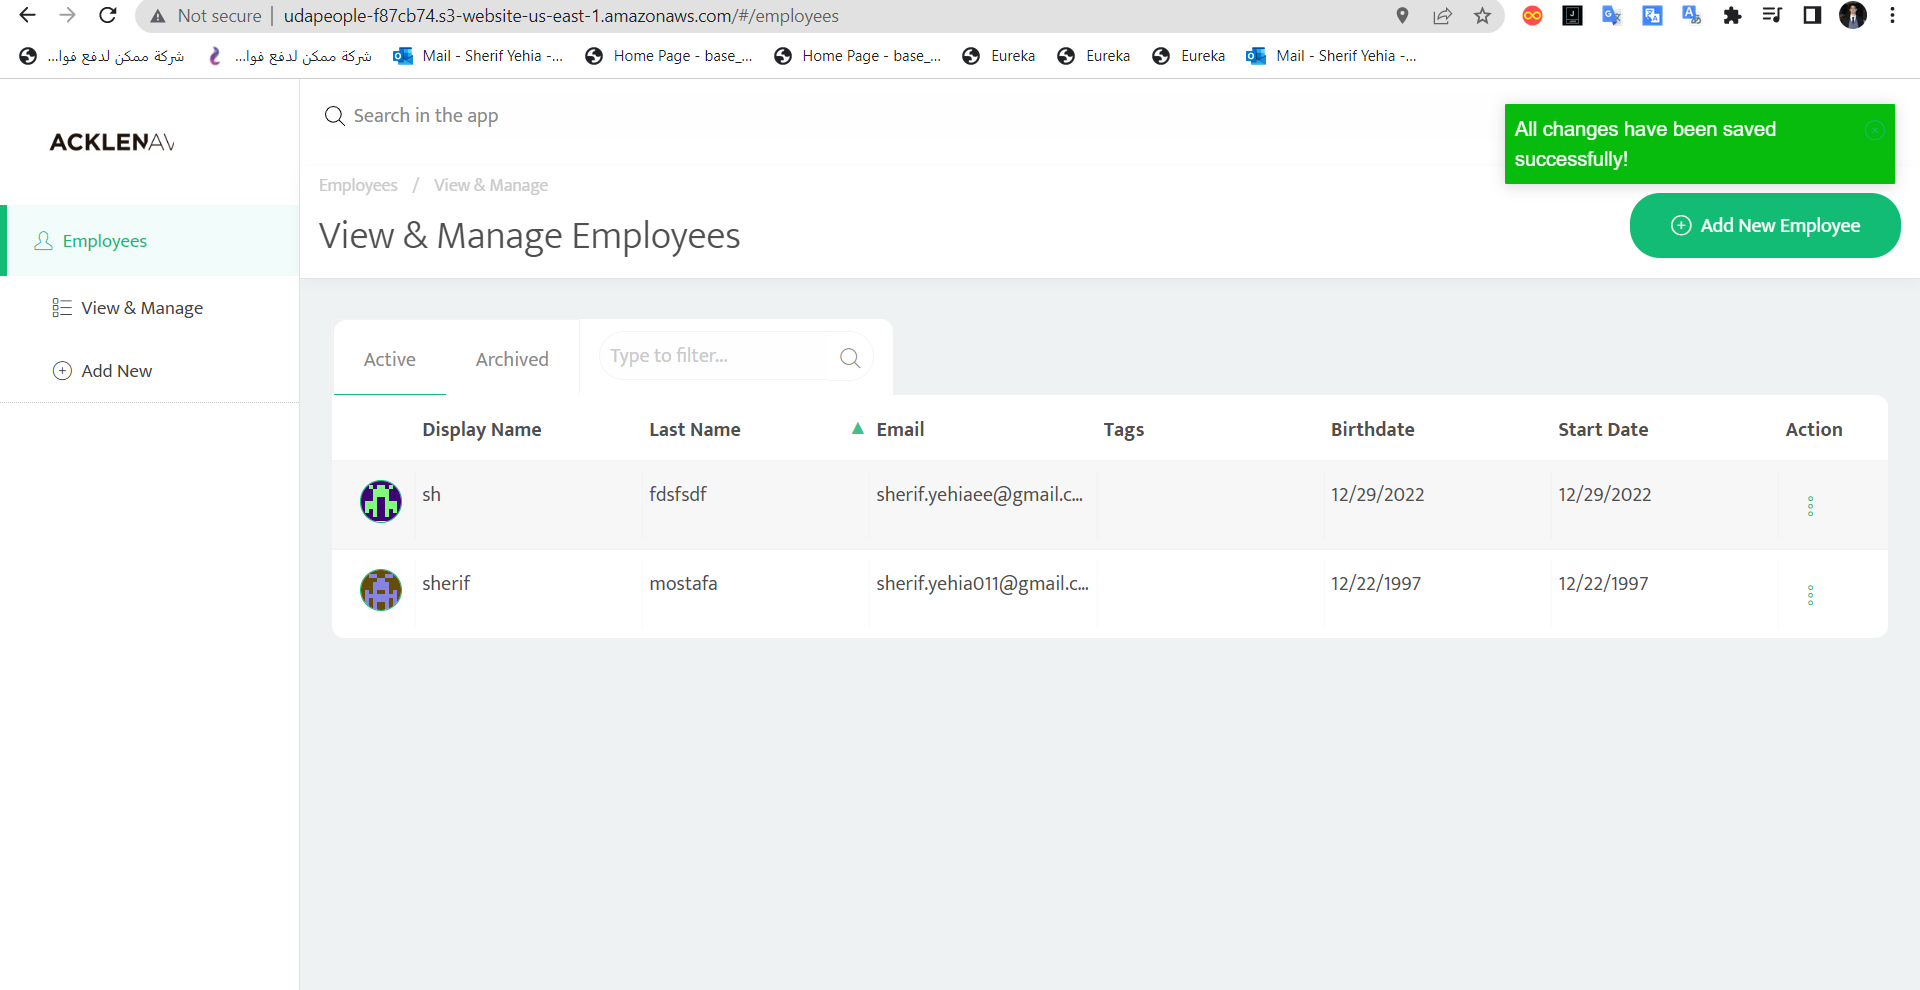 Not secure | udapeople-f87cb74.s3-website-us-east-1.amazonaws.com/#/employees
شركة ممكن لدفع فوا...
شركة ممكن لدفع فوا...
Mail - Sherif Yehia -...
Home Page - base_...
Home Page - base_...
Eureka
Eureka
Eureka
Mail - Sherif Yehia -...
ACKLENAV
Search in the app
All changes have been saved
successfully!
Employees / View & Manage
View & Manage Employees
Add New Employee
Employees
View & Manage
Add New
Active
Archived
Type to filter...
Display Name Last Name Email Tags Birthdate Start Date Action
sh fdsfsdf sherif.yehiaee@gmail.c... 12/29/2022 12/29/2022
sherif mostafa sherif.yehia011@gmail.c... 12/22/1997 12/22/1997